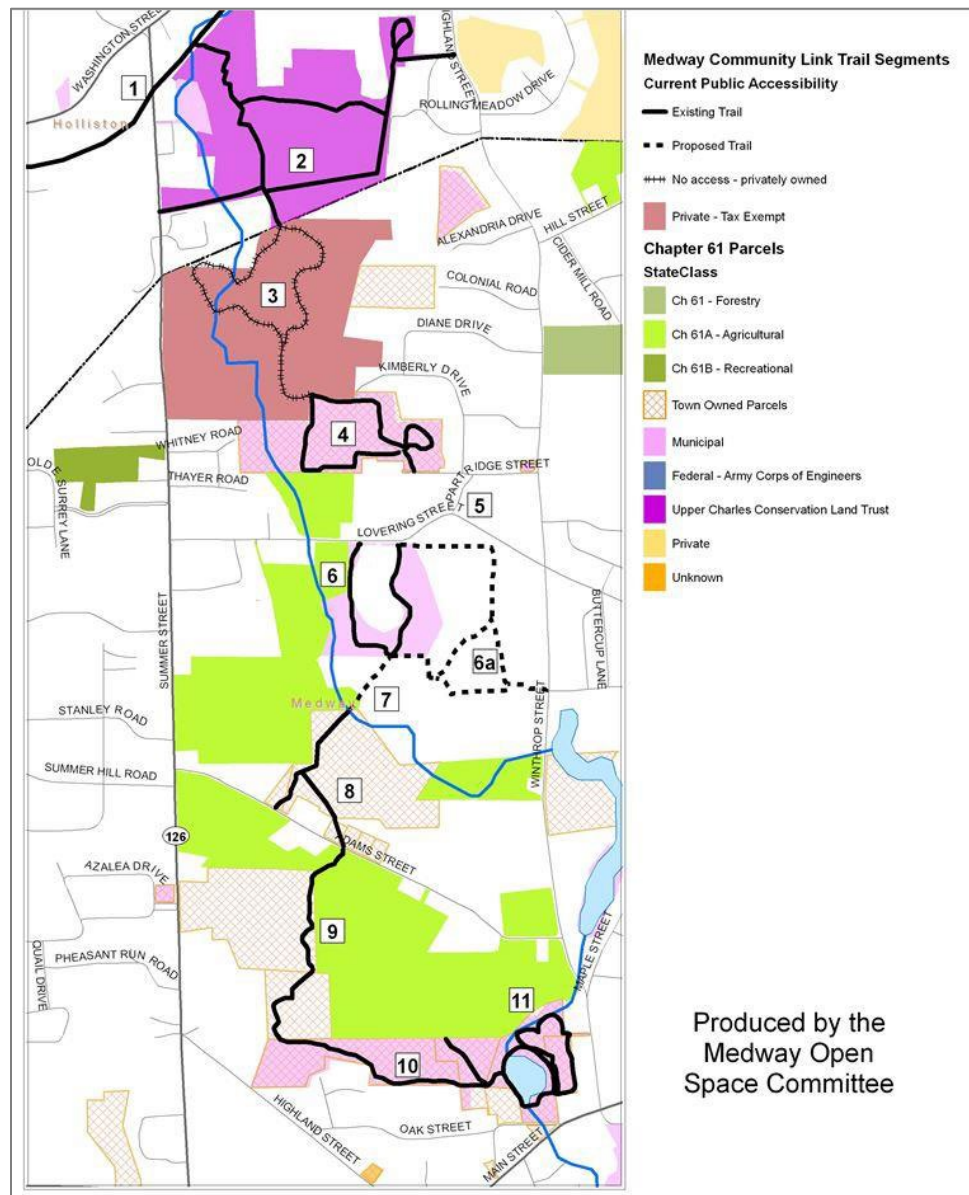 WASHINGTON STREET
1
Holliston
2
HIGHLAND STREET
ROLLING MEADOW DRIVE
ALEXANDRIA DRIVE
HILL STREET
CIDER MILL ROAD
COLONIAL ROAD
3
DIANE DRIVE
KIMBERLY DRIVE
WHITNEY ROAD
4
OLDE SURREY LANE
THAYER ROAD
PARTRIDGE STREET
5
LOVERING STREET
6
SUMMER STREET
BUTTERCUP LANE
6a
7
Medway
STANLEY ROAD
WINTHROP STREET
SUMMER HILL ROAD
8
126
ADAMS STREET
AZALEA DRIVE
9
QUAIL DRIVE
PHEASANT RUN ROAD
MAPLE STREET
11
10
HIGHLAND STREET
OAK STREET
MAIN STREET
Medway Community Link Trail Segments
Current Public Accessibility
Existing Trail
Proposed Trail
No access - privately owned
Private - Tax Exempt
Chapter 61 Parcels
StateClass
Ch 61 - Forestry
Ch 61A - Agricultural
Ch 61B - Recreational
Town Owned Parcels
Municipal
Federal - Army Corps of Engineers
Upper Charles Conservation Land Trust
Private
Unknown
Produced by the
Medway Open
Space Committee